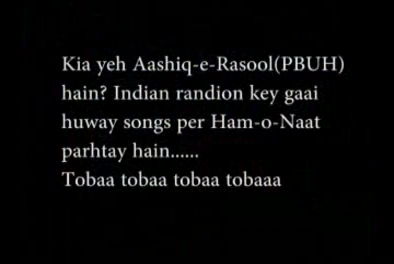 Kia yeh Aashiq-e-Rasool(PBUH)
hain? Indian randion key gaai
huway songs per Ham-o-Naat
parhtay hain......
Tobaa tobaa tobaa tobaaa